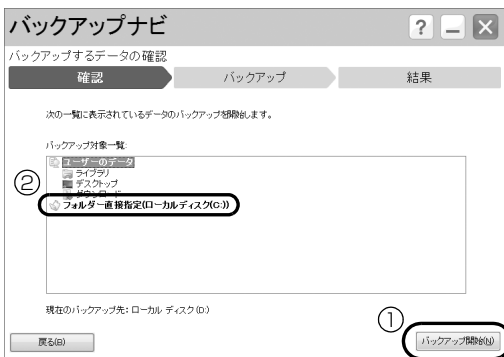 バックアップナビ
バックアップするデータの確認
確認 バックアップ 結果
次の一覧に表示されているデータのバックアップを開始します。
バックアップ対象一覧:
ユーザーのデータ
ライブラリ
デスクトップ
ダウンロード
② フォルダー直接指定(ローカルディスク(C:))
現在のバックアップ先: ローカル ディスク (D:)
①
戻る(B) バックアップ開始(N)